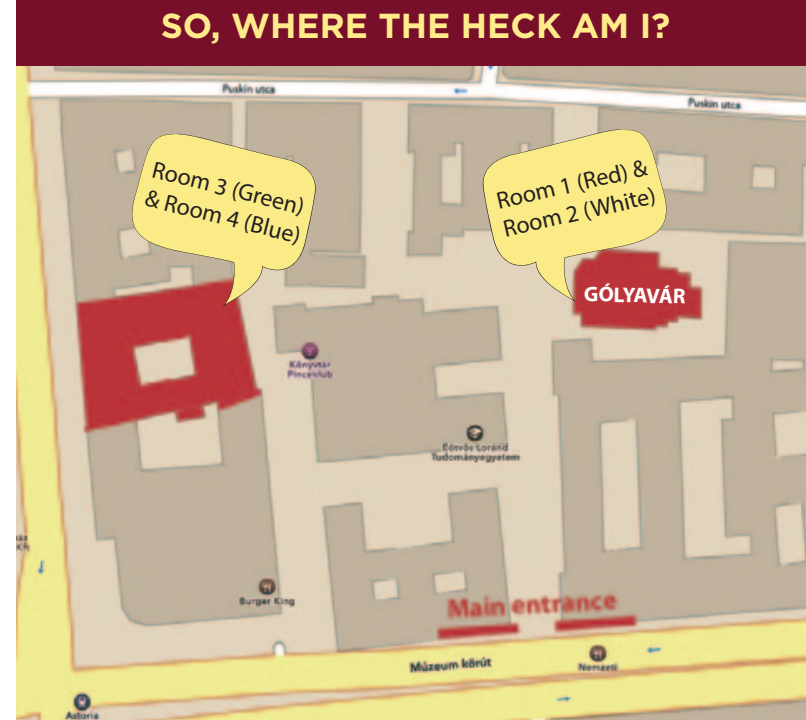 SO, WHERE THE HECK AM I?
Puskin utca
Puskin utca
Room 3 (Green)
& Room 4 (Blue)
Room 1 (Red) &
Room 2 (White)
GÓLYAVÁR
Könyvtár
Pinceklub
Eötvös Loránd
Tudományegyetem
Burger King
Main entrance
Múzeum körút
Nemzeti
Astoria